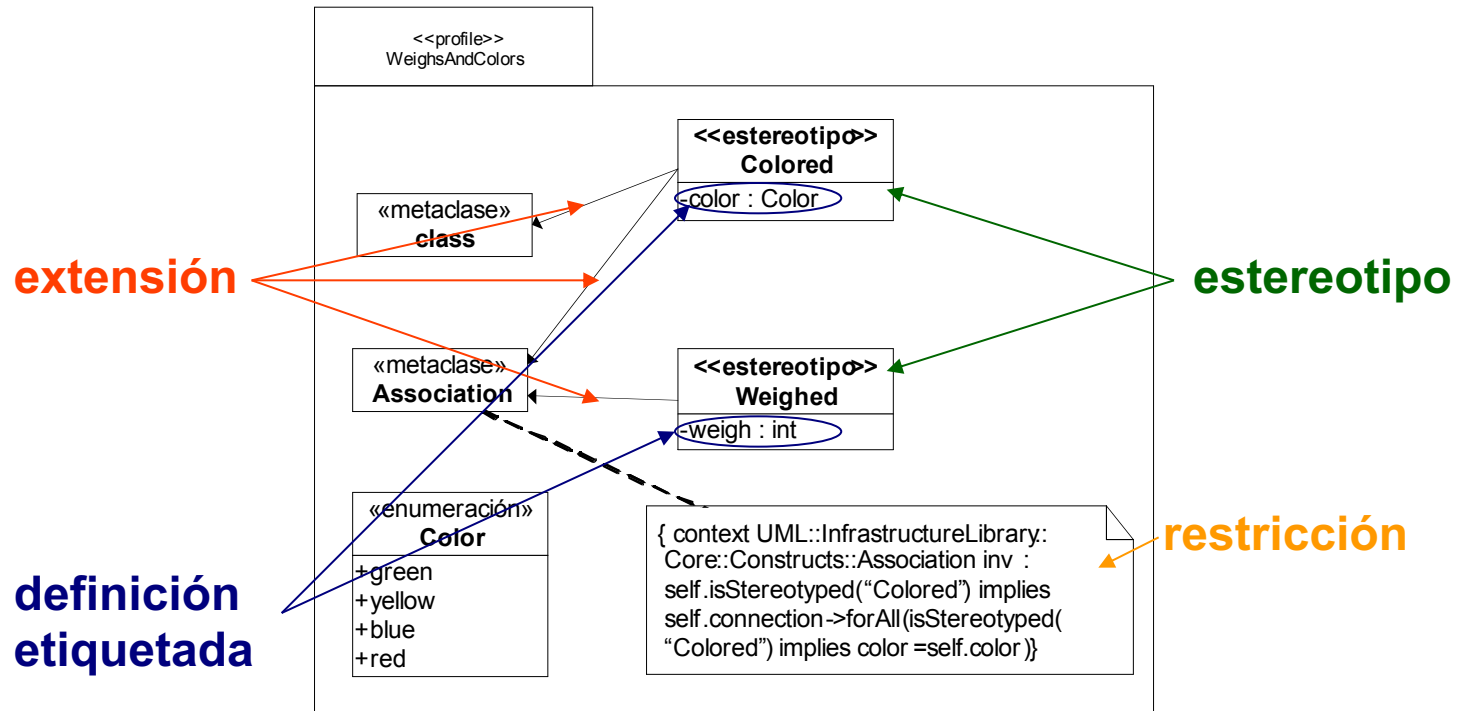 <<profile>>
WeighsAndColors
<<estereotipo>>
Colored
-color : Color
«metaclase»
class
extensión
estereotipo
«metaclase»
Association
<<estereotipo>>
Weighed
-weigh : int
«enumeración»
Color
+green
+yellow
+blue
+red
definición
etiquetada
{ context UML::InfrastructureLibrary::
Core::Constructs::Association inv :
self.isStereotyped(“Colored”) implies
self.connection->forAll(isStereotyped(
“Colored”) implies color =self.color )}
restricción